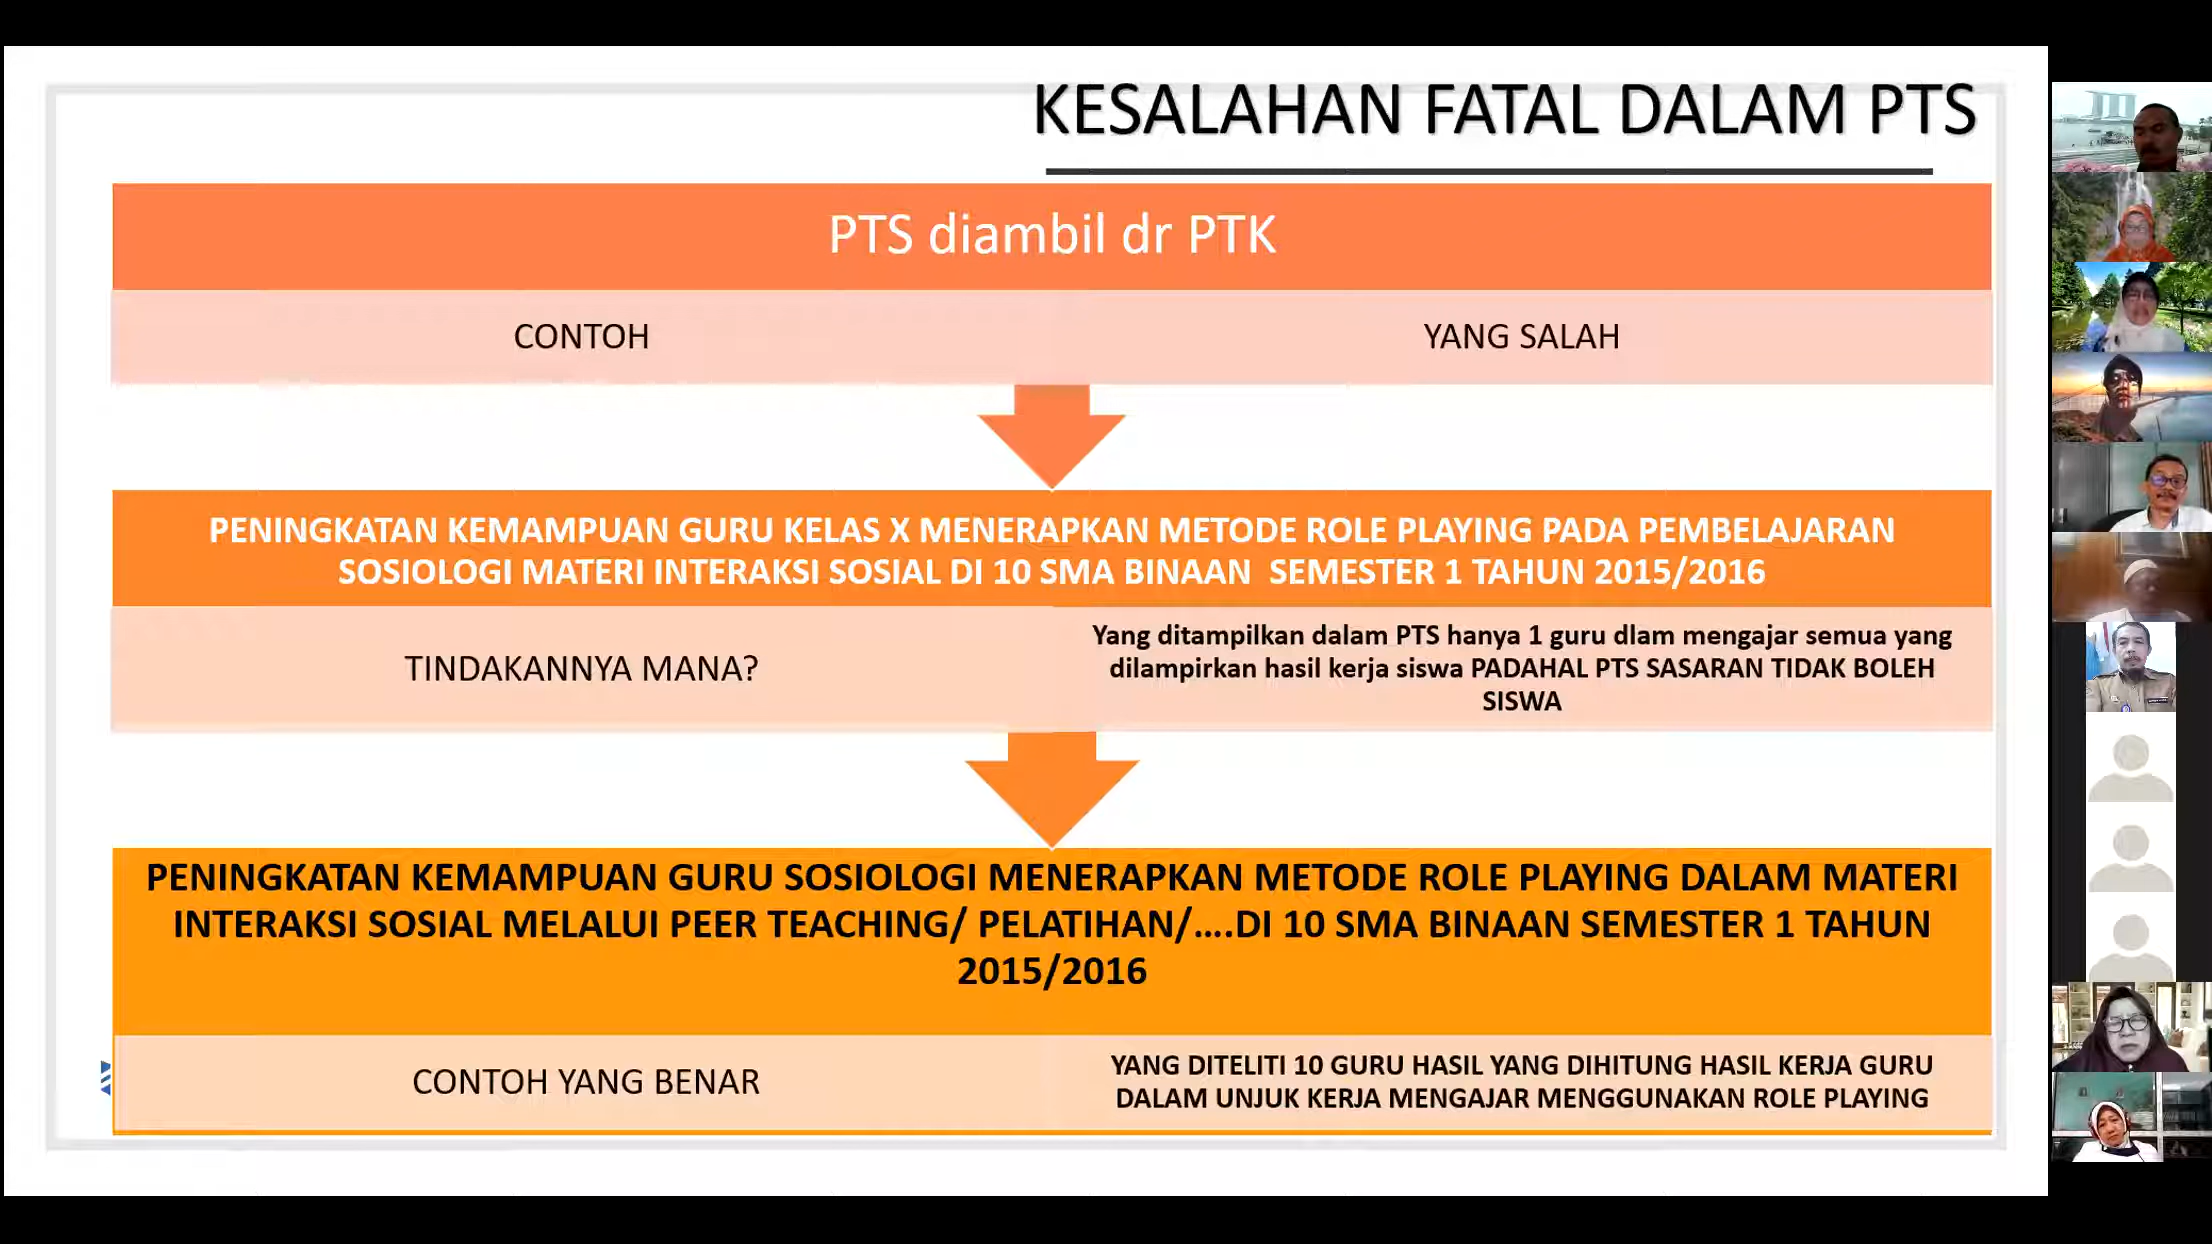 KESALAHAN FATAL DALAM PTS
PTS diambil dr PTK
CONTOH
YANG SALAH
PENINGKATAN KEMAMPUAN GURU KELAS X MENERAPKAN METODE ROLE PLAYING PADA PEMBELAJARAN
SOSIOLOGI MATERI INTERAKSI SOSIAL DI 10 SMA BINAAN SEMESTER 1 TAHUN 2015/2016
TINDAKANNYA MANA?
Yang ditampilkan dalam PTS hanya 1 guru dlam mengajar semua yang
dilampirkan hasil kerja siswa PADAHAL PTS SASARAN TIDAK BOLEH
SISWA
PENINGKATAN KEMAMPUAN GURU SOSIOLOGI MENERAPKAN METODE ROLE PLAYING DALAM MATERI
INTERAKSI SOSIAL MELALUI PEER TEACHING/ PELATIHAN/....DI 10 SMA BINAAN SEMESTER 1 TAHUN
2015/2016
CONTOH YANG BENAR
YANG DITELITI 10 GURU HASIL YANG DIHITUNG HASIL KERJA GURU
DALAM UNJUK KERJA MENGAJAR MENGGUNAKAN ROLE PLAYING